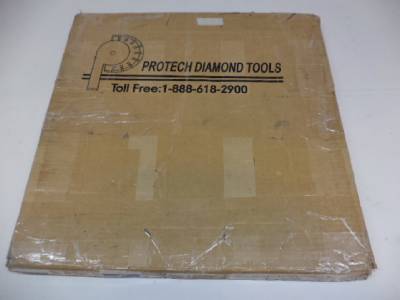 PROTECH DIAMOND TOOLS
Toll Free:1-888-618-2900